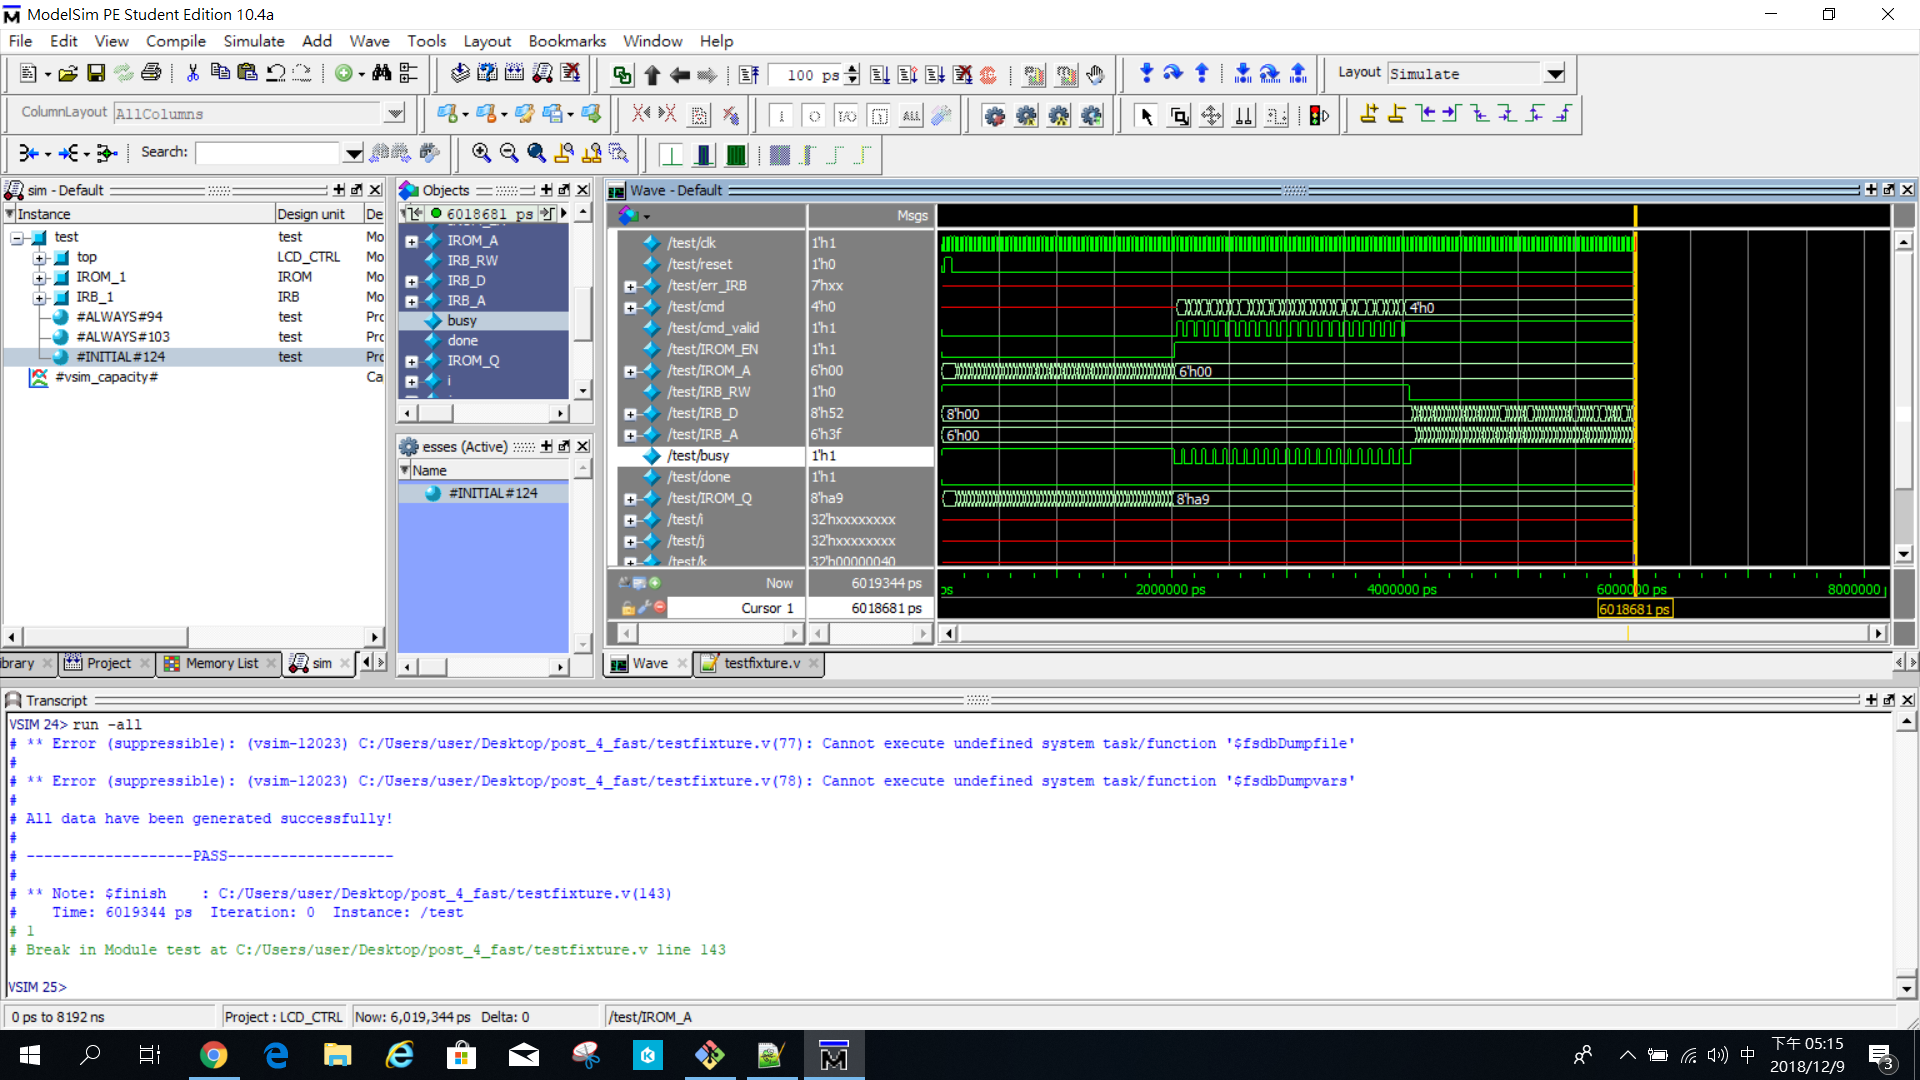 ModelSim PE Student Edition 10.4a
File Edit View Compile Simulate Add Wave Tools Layout Bookmarks Window Help
100 ps
Layout Simulate
ColumnLayout AllColumns
Search:
sim - Default
Instance Design unit De
test test Mo
top LCD_CTRL Mo
IROM_1 IROM Mo
IRB_1 IRB Mo
#ALWAYS#94 test Prc
#ALWAYS#103 test Prc
#INITIAL#124 test Prc
#vsim_capacity# Ca
Objects
6018681 ps
IROM_A
IRB_RW
IRB_D
IRB_A
busy
done
IROM_Q
i
esses (Active)
Name
#INITIAL#124
Wave - Default
Msgs
/test/clk 1'h1
/test/reset 1'h0
/test/err_IRB 7'hxx
/test/cmd 4'h0 4'h0
/test/cmd_valid 1'h1
/test/IROM_EN 1'h1
/test/IROM_A 6'h00 6'h00
/test/IRB_RW 1'h0
/test/IRB_D 8'h52 8'h00
/test/IRB_A 6'h3f 6'h00
/test/busy 1'h1
/test/done 1'h1
/test/IROM_Q 8'ha9 8'ha9
/test/i 32'hxxxxxxxx
/test/j 32'hxxxxxxxx
/test/k 32'h00000040
Now 6019344 ps
ps 2000000 ps 4000000 ps 6000000 ps 8000000 p
Cursor 1 6018681 ps 6018681 ps
ibrary Project Memory List sim
Wave testfixture.v
Transcript
VSIM 24> run -all
# ** Error (suppressible): (vsim-12023) C:/Users/user/Desktop/post_4_fast/testfixture.v(77): Cannot execute undefined system task/function '$fsdbDumpfile'
#
# ** Error (suppressible): (vsim-12023) C:/Users/user/Desktop/post_4_fast/testfixture.v(78): Cannot execute undefined system task/function '$fsdbDumpvars'
#
# All data have been generated successfully!
#
# -------------------PASS-------------------
#
# ** Note: $finish    : C:/Users/user/Desktop/post_4_fast/testfixture.v(143)
#    Time: 6019344 ps  Iteration: 0  Instance: /test
# 1
# Break in Module test at C:/Users/user/Desktop/post_4_fast/testfixture.v line 143
VSIM 25>
0 ps to 8192 ns Project : LCD_CTRL Now: 6,019,344 ps Delta: 0 /test/IROM_A
中 下午 05:15
2018/12/9
3